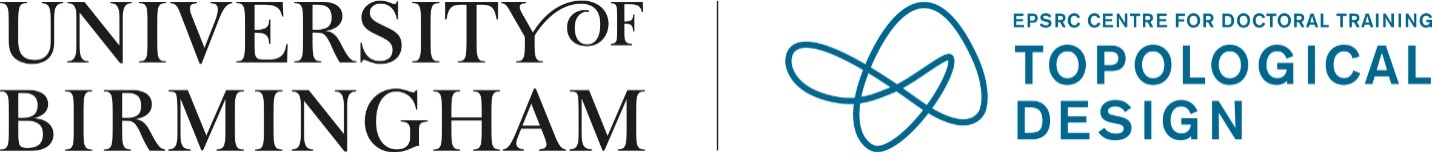 UNIVERSITY OF
BIRMINGHAM
EPSRC CENTRE FOR DOCTORAL TRAINING
TOPOLOGICAL
DESIGN